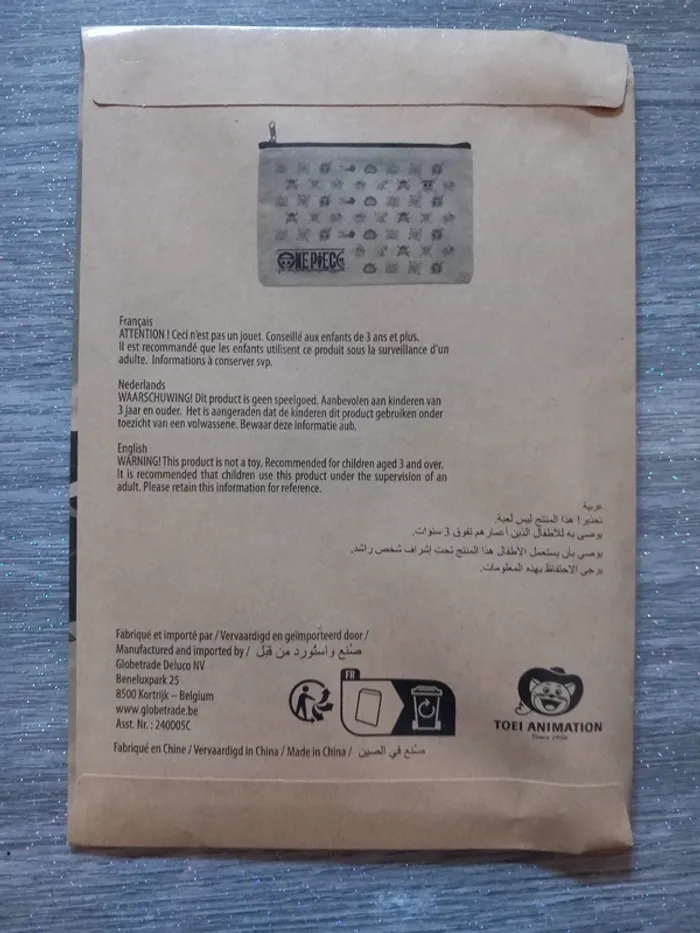 ONE PIECE
Français
ATTENTION ! Ceci n'est pas un jouet. Conseillé aux enfants de 3 ans et plus.
Il est recommandé que les enfants utilisent ce produit sous la surveillance d'un
adulte. Informations à conserver svp.
Nederlands
WAARSCHUWING! Dit product is geen speelgoed. Aanbevolen aan kinderen van
3 jaar en ouder. Het is aangeraden dat de kinderen dit product gebruiken onder
toezicht van een volwassene. Bewaar deze informatie aub.
English
WARNING! This product is not a toy. Recommended for children aged 3 and over.
It is recommended that children use this product under the supervision of an
adult. Please retain this information for reference.
عربية
تحذير! هذا المنتج ليس لعبة.
يوصى به للأطفال الذين أعمارهم تفوق 3 سنوات.
يوصى بأن يستعمل الأطفال هذا المنتج تحت إشراف شخص راشد.
يرجى الاحتفاظ بهذه المعلومات.
Fabriqué et importé par / Vervaardigd en geïmporteerd door /
Manufactured and imported by / صنع واستورد من قبل
Globetrade Deluco NV
Beneluxpark 25
8500 Kortrijk – Belgium
www.globetrade.be
Asst. Nr. : 240005C
FR
TOEI ANIMATION
Since 1956
Fabriqué en Chine / Vervaardigd in China / Made in China / صنع في الصين